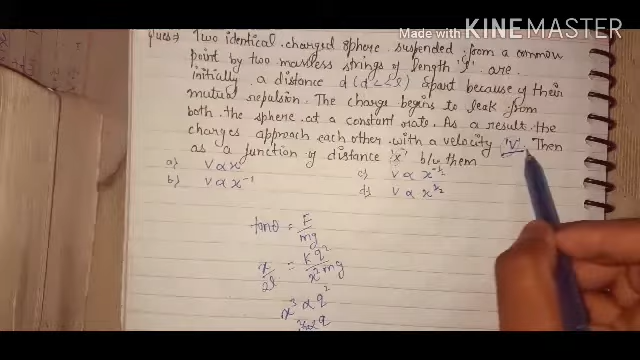 Made with KINEMASTER
Ques⇒ Two identical charged sphere suspended from a common
point by two massless strings of length 'l' are
initially a distance d (d<<2l) apart because of their
mutual repulsion. The charge begins to leak from
both the sphere at a constant rate. As a result the
charges approach each other with a velocity 'v'. Then
as a function of distance 'x' b/w them
a) v∝x c) v∝x^-1/2
b) v∝x^-1 d) v∝x^1/2
tanθ = F/mg
x/2l = Kq²/x²mg
x³ ∝ q²